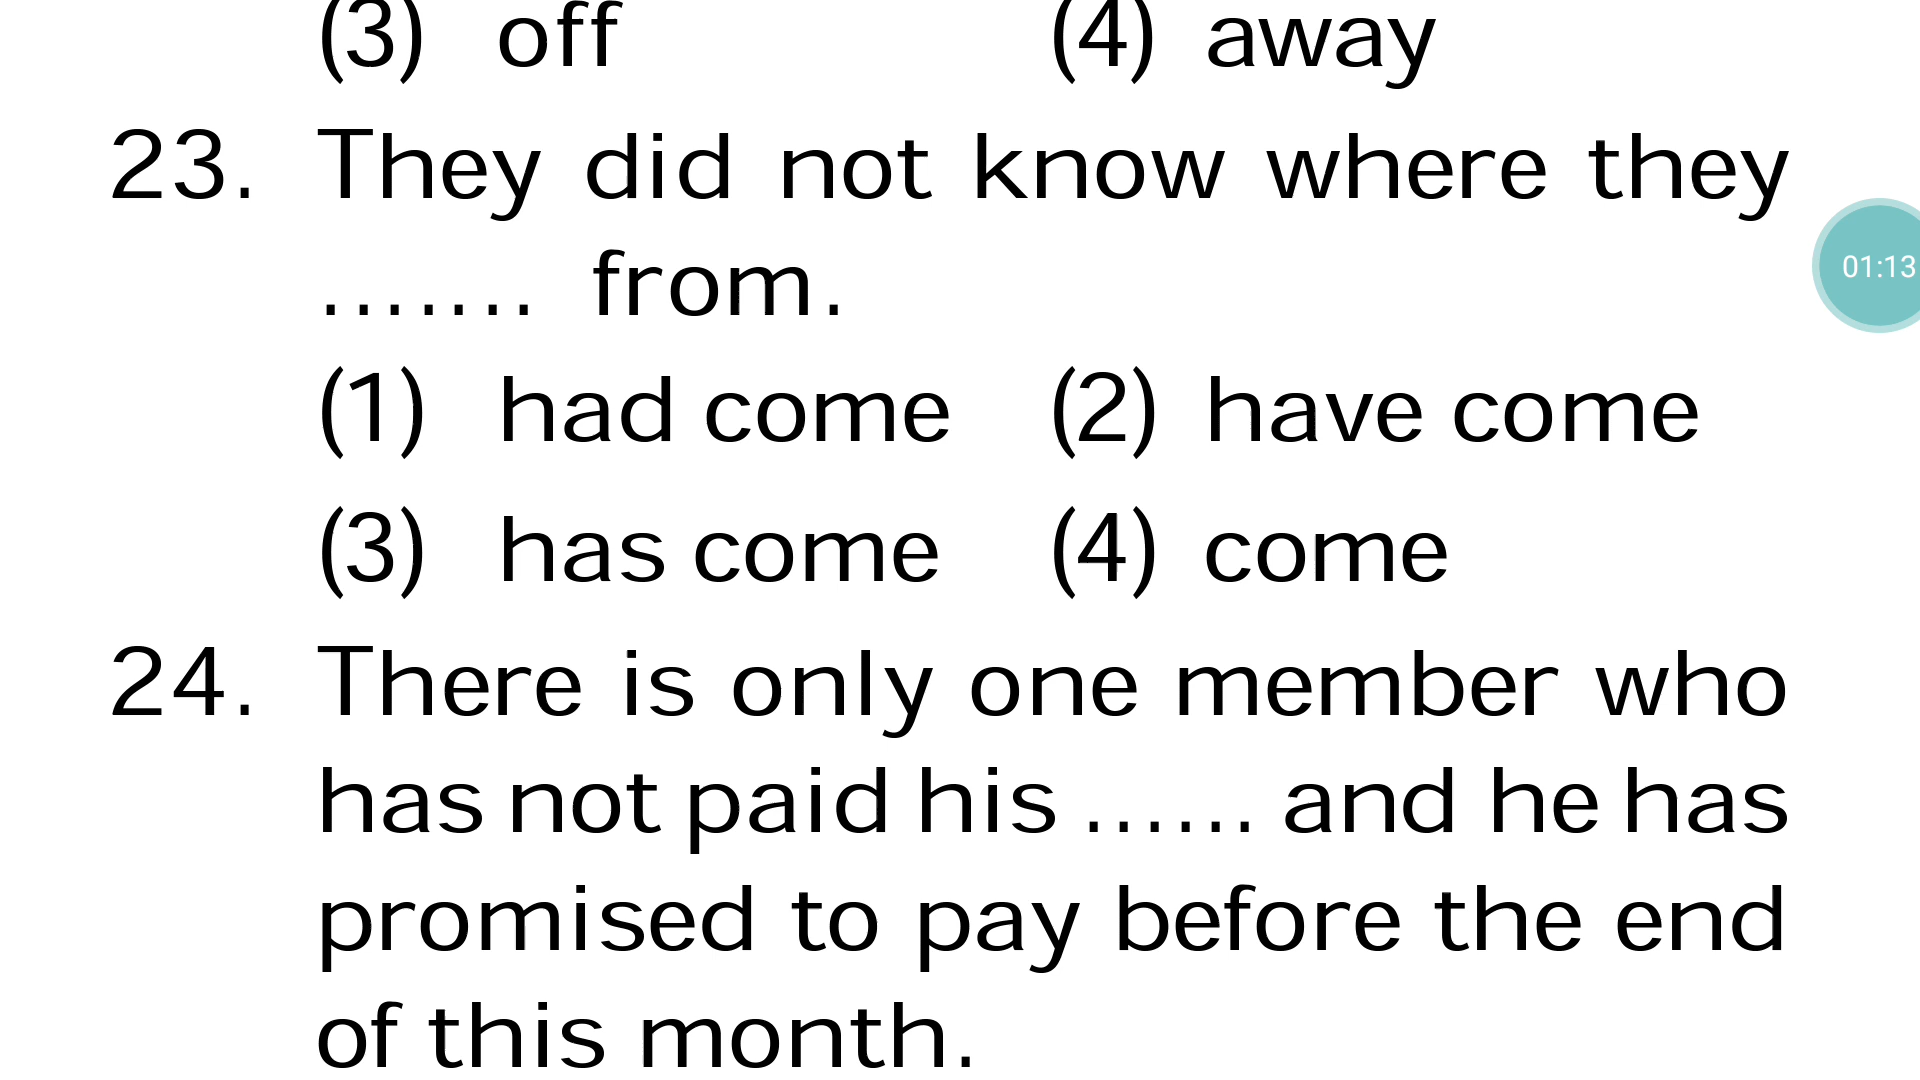 (3) off (4) away
23. They did not know where they
....... from.
01:13
(1) had come (2) have come
(3) has come (4) come
24. There is only one member who
has not paid his ...... and he has
promised to pay before the end
of this month.